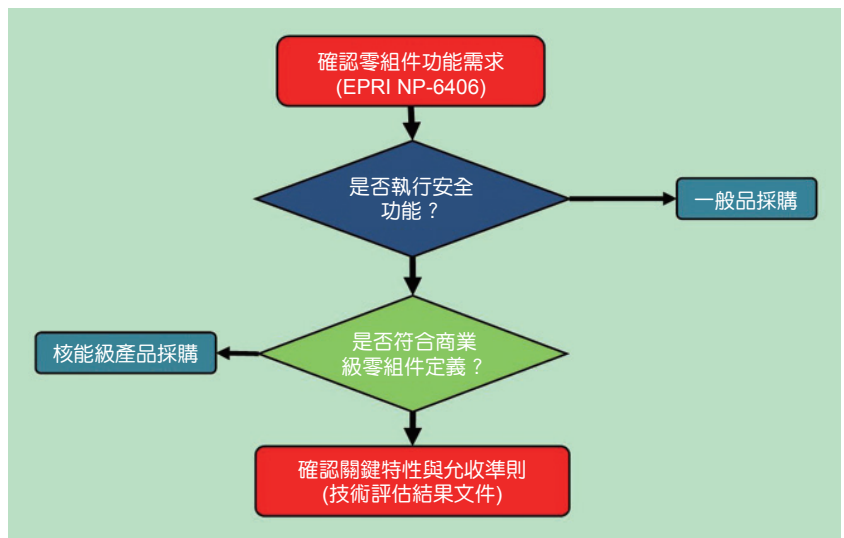 確認零組件功能需求
(EPRI NP-6406)
是否執行安全
功能？
一般品採購
是否符合商業
級零組件定義？
核能級產品採購
確認關鍵特性與允收準則
(技術評估結果文件)